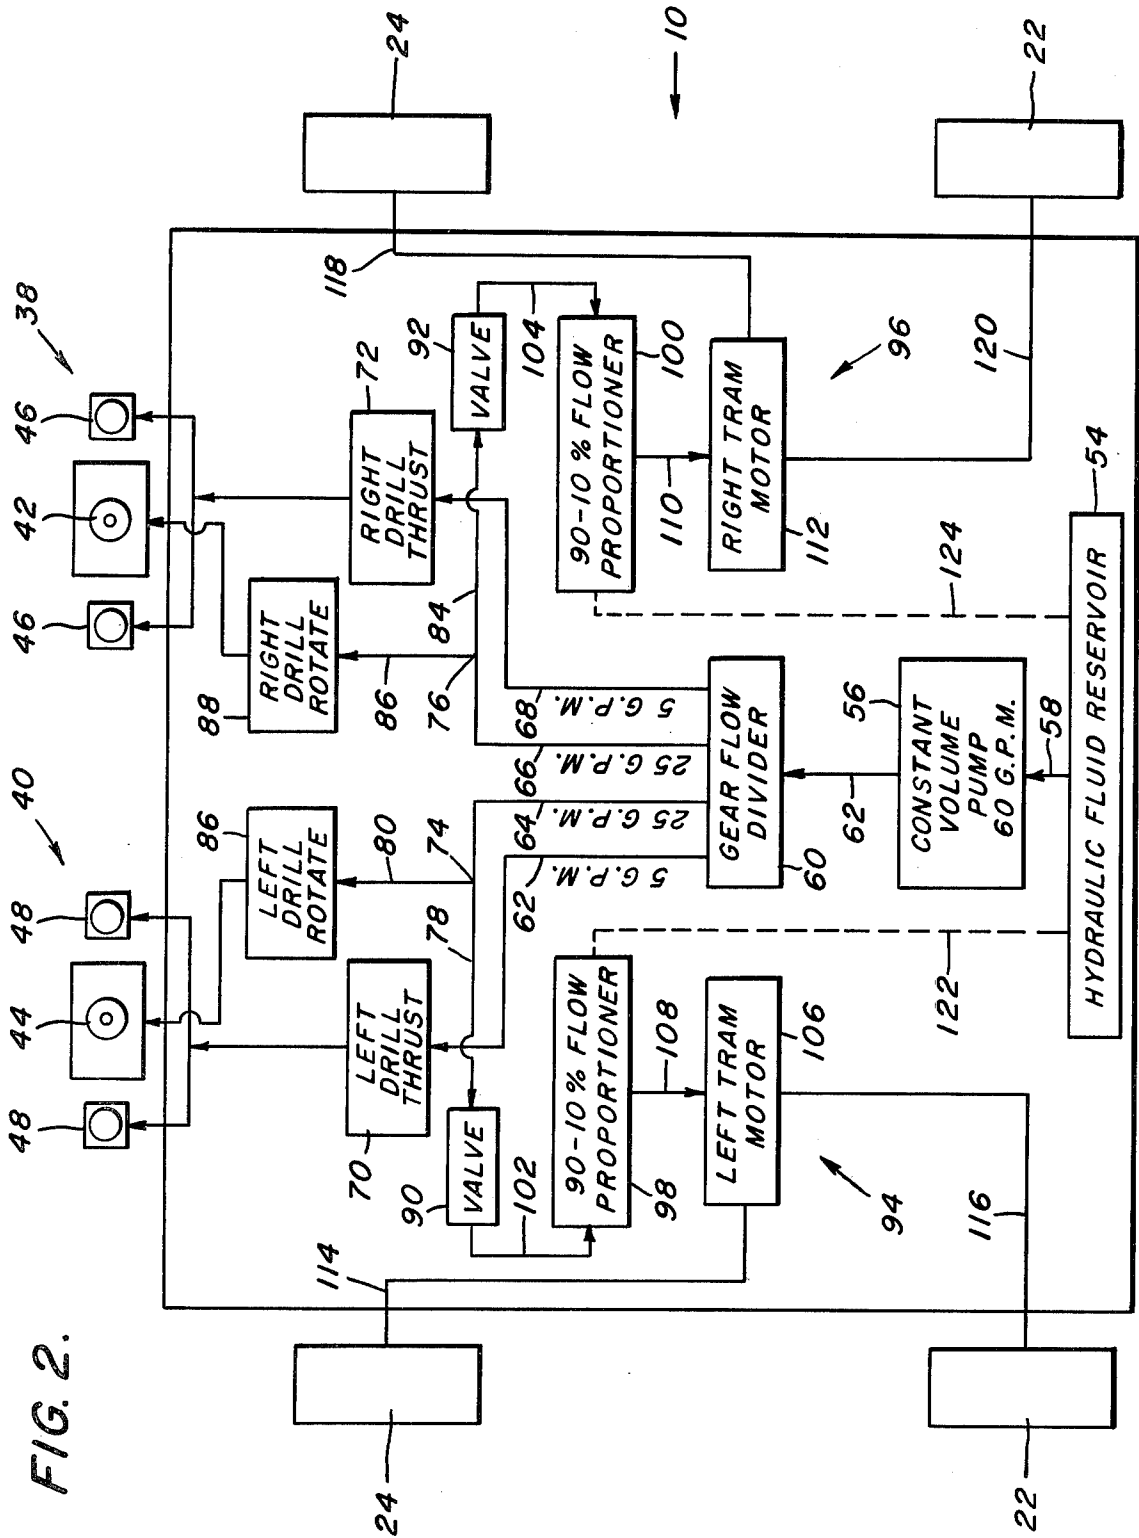 FIG. 2.
40
38
48
44
48
46
42
46
24
114
70
LEFT
DRILL
THRUST
86
LEFT
DRILL
ROTATE
88
RIGHT
DRILL
ROTATE
72
RIGHT
DRILL
THRUST
118
24
90
VALVE
102
78
80
74
76
86
84
92
VALVE
104
62
5 G.P.M.
64
25 G.P.M.
66
25 G.P.M.
68
5 G.P.M.
90-10% FLOW
PROPORTIONER
98
90-10% FLOW
PROPORTIONER
100
108
110
10
LEFT TRAM
MOTOR
106
GEAR FLOW
DIVIDER
60
RIGHT TRAM
MOTOR
112
94
96
62
56
CONSTANT
VOLUME
PUMP
60 G.P.M.
122
124
116
120
58
54
HYDRAULIC FLUID RESERVOIR
22
22